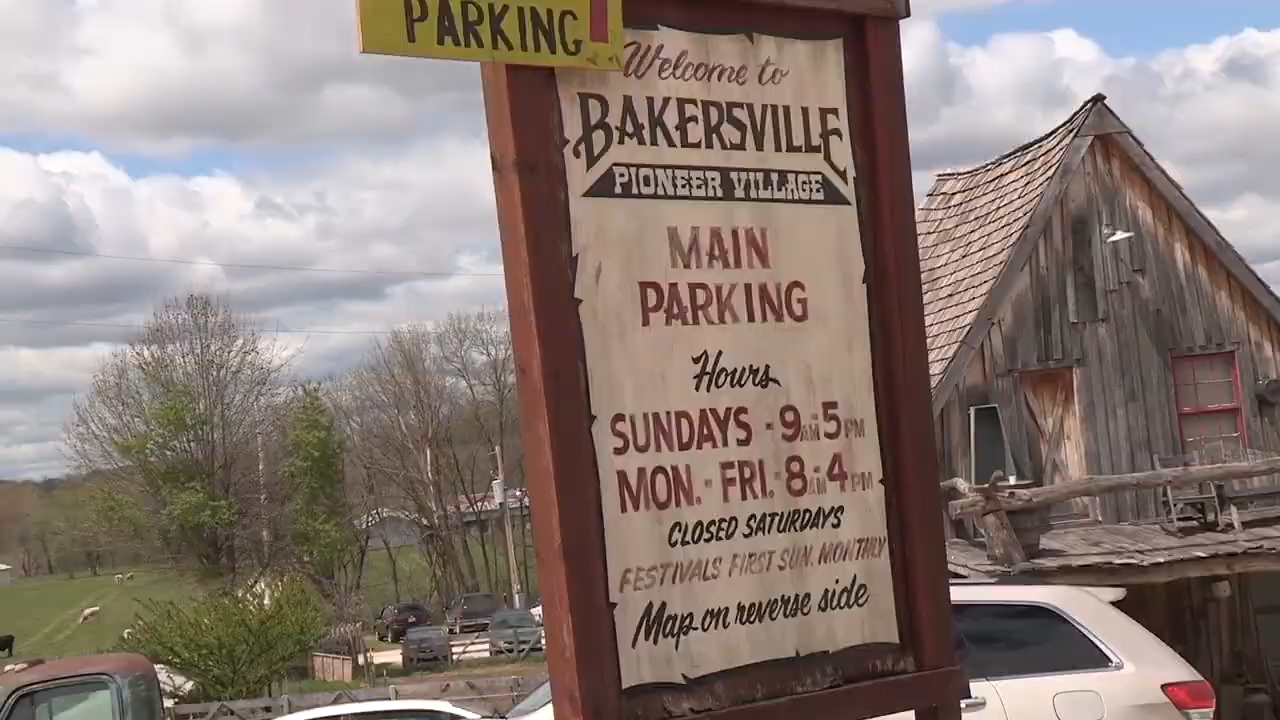 PARKING
Welcome to
BAKERSVILLE
PIONEER VILLAGE
MAIN
PARKING
Hours
SUNDAYS - 9AM-5PM
MON. - FRI. 8AM-4PM
CLOSED SATURDAYS
FESTIVALS FIRST SUN. MONTHLY
Map on reverse side